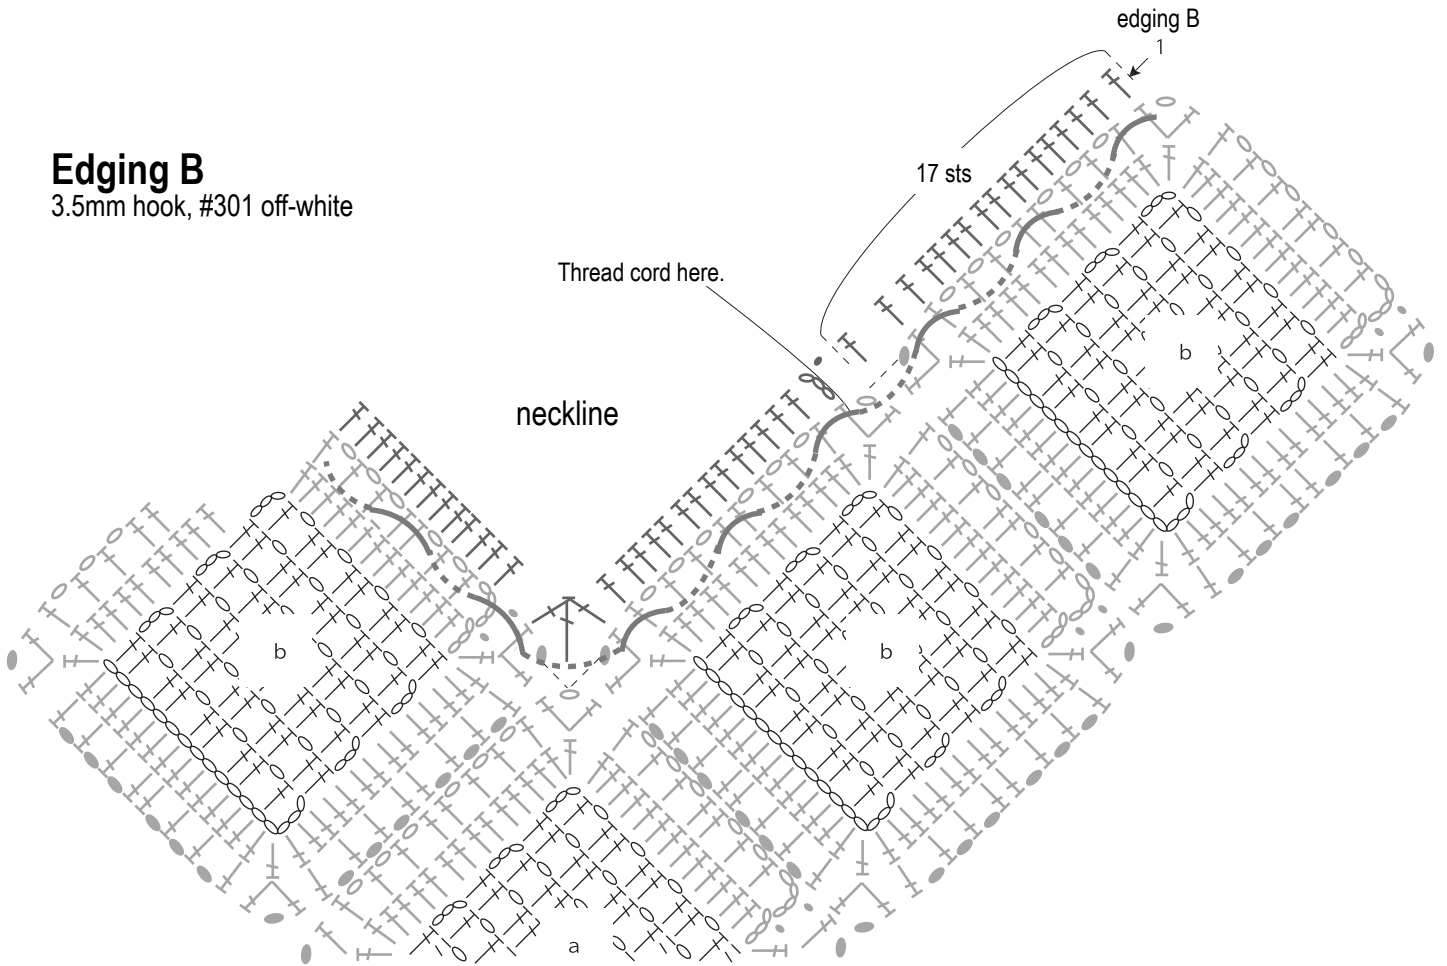 edging B
1
Edging B
3.5mm hook, #301 off-white
17 sts
Thread cord here.
neckline
b
b
b
a